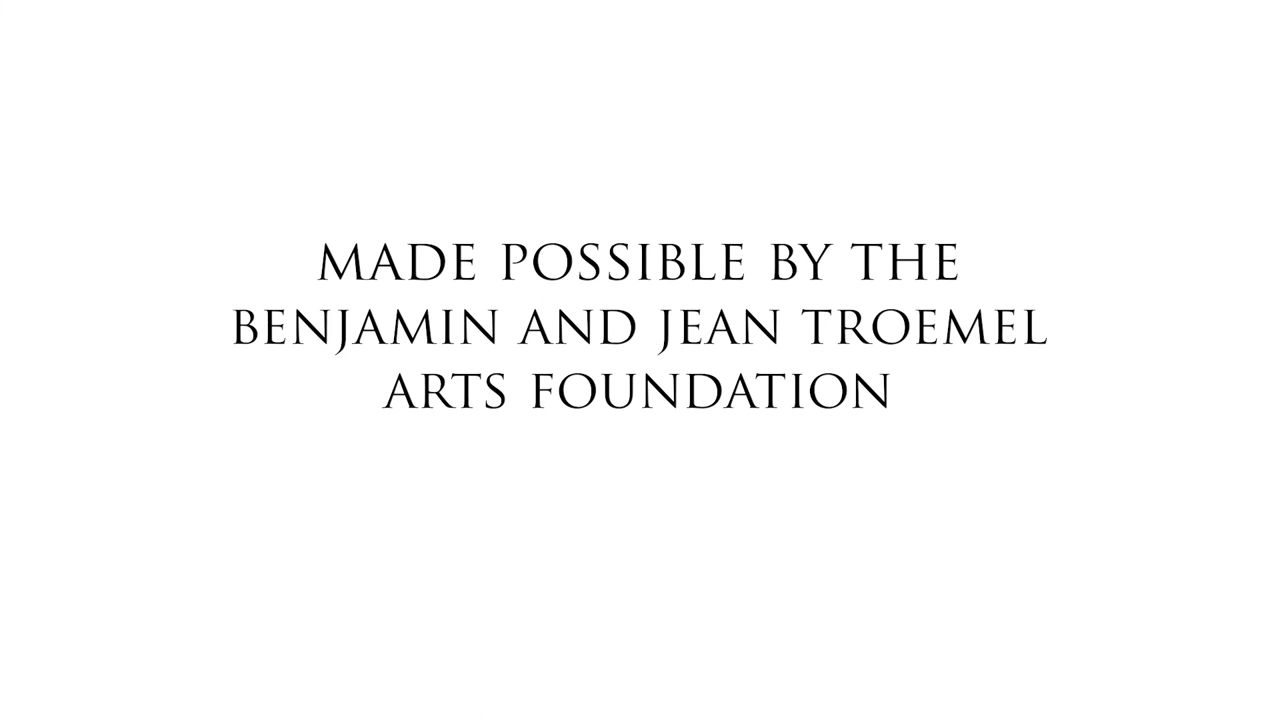 MADE POSSIBLE BY THE
BENJAMIN AND JEAN TROEMEL
ARTS FOUNDATION